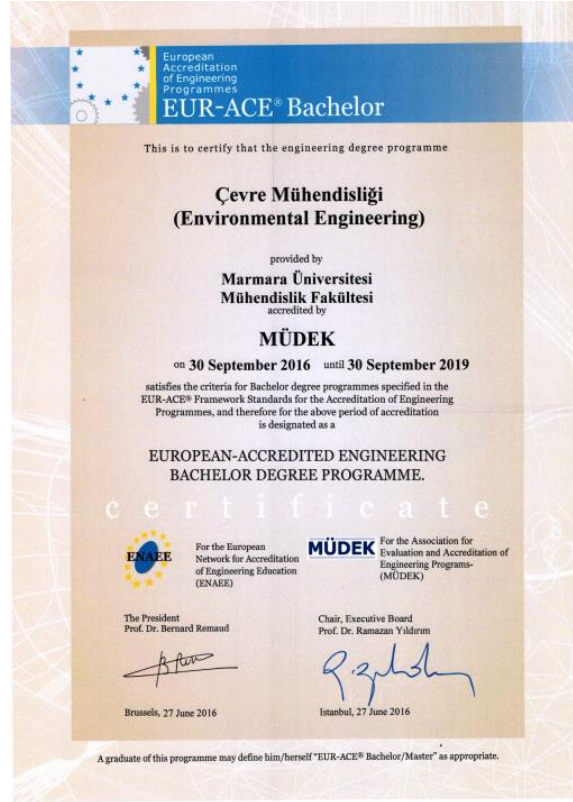 European
Accreditation
of Engineering
Programmes
EUR-ACE® Bachelor
This is to certify that the engineering degree programme
Çevre Mühendisliği
(Environmental Engineering)
provided by
Marmara Üniversitesi
Mühendislik Fakültesi
accredited by
MÜDEK
on 30 September 2016 until 30 September 2019
satisfies the criteria for Bachelor degree programmes specified in the
EUR-ACE® Framework Standards for the Accreditation of Engineering
Programmes, and therefore for the above period of accreditation
is designated as a
EUROPEAN-ACCREDITED ENGINEERING
BACHELOR DEGREE PROGRAMME.
certificate
ENAEE
For the European
Network for Accreditation
of Engineering Education
(ENAEE)
MÜDEK
For the Association for
Evaluation and Accreditation of
Engineering Programs-
(MÜDEK)
The President
Prof. Dr. Bernard Remaud
Brussels, 27 June 2016
Chair, Executive Board
Prof. Dr. Ramazan Yıldırım
Istanbul, 27 June 2016
A graduate of this programme may define him/herself "EUR-ACE® Bachelor/Master" as appropriate.